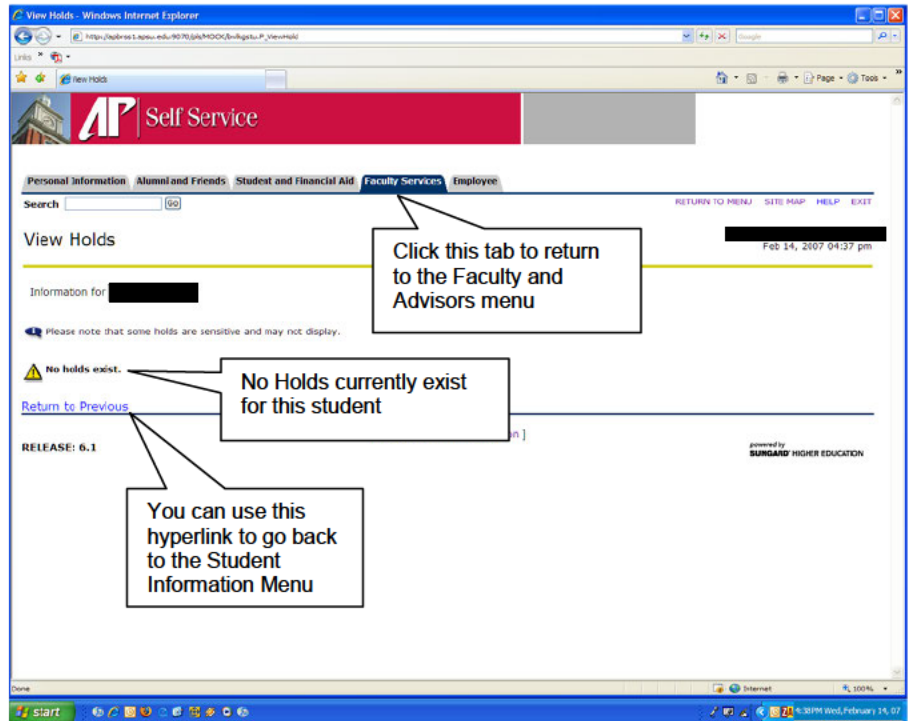 View Holds - Windows Internet Explorer
Google
Links
View Holds
Page
Tools
AP Self Service
Personal Information Alumni and Friends Student and Financial Aid Faculty Services Employee
Search Go
RETURN TO MENU SITE MAP HELP EXIT
View Holds
Feb 14, 2007 04:37 pm
Click this tab to return
to the Faculty and
Advisors menu
Information for
Please note that some holds are sensitive and may not display.
No holds exist.
No Holds currently exist
for this student
Return to Previous
on ]
RELEASE: 6.1
powered by
SUNGARD HIGHER EDUCATION
You can use this
hyperlink to go back
to the Student
Information Menu
Done
Internet
100%
start
4:38PM Wed, February 14, 07